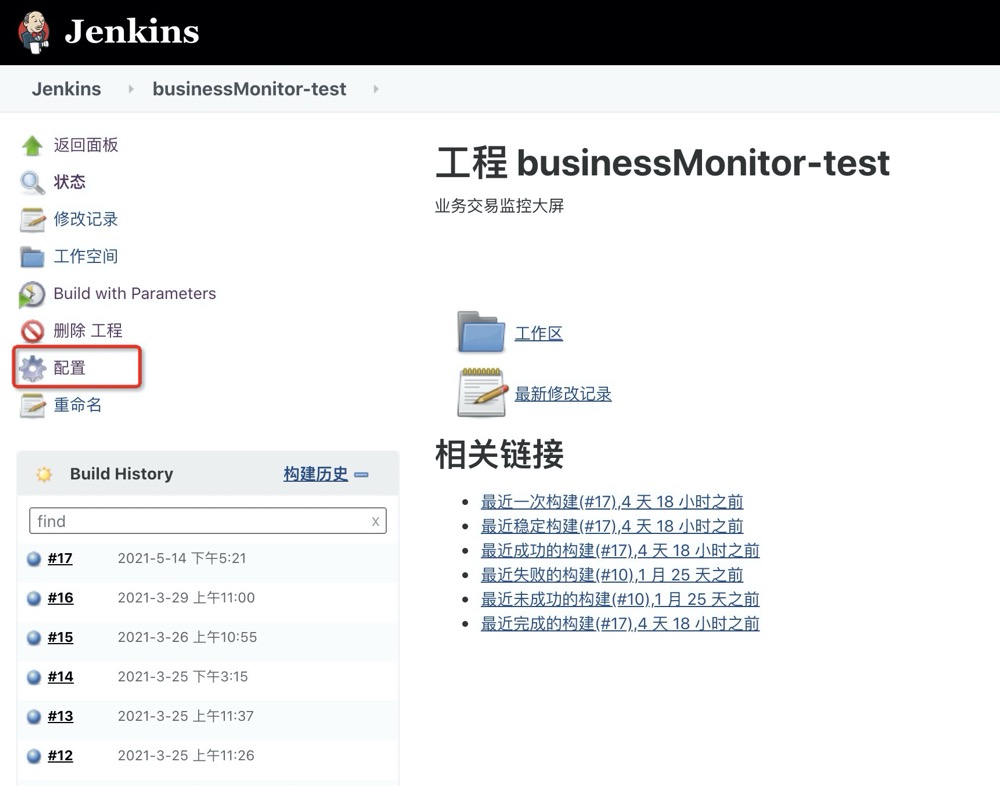 Jenkins
Jenkins
businessMonitor-test
返回面板
状态
修改记录
工作空间
Build with Parameters
删除 工程
配置
重命名
Build History
构建历史
find
x
#17 2021-5-14 下午5:21
#16 2021-3-29 上午11:00
#15 2021-3-26 上午10:55
#14 2021-3-25 下午3:15
#13 2021-3-25 上午11:37
#12 2021-3-25 上午11:26
工程 businessMonitor-test
业务交易监控大屏
工作区
最新修改记录
相关链接
最近一次构建(#17),4 天 18 小时之前
最近稳定构建(#17),4 天 18 小时之前
最近成功的构建(#17),4 天 18 小时之前
最近失败的构建(#10),1 月 25 天之前
最近未成功的构建(#10),1 月 25 天之前
最近完成的构建(#17),4 天 18 小时之前